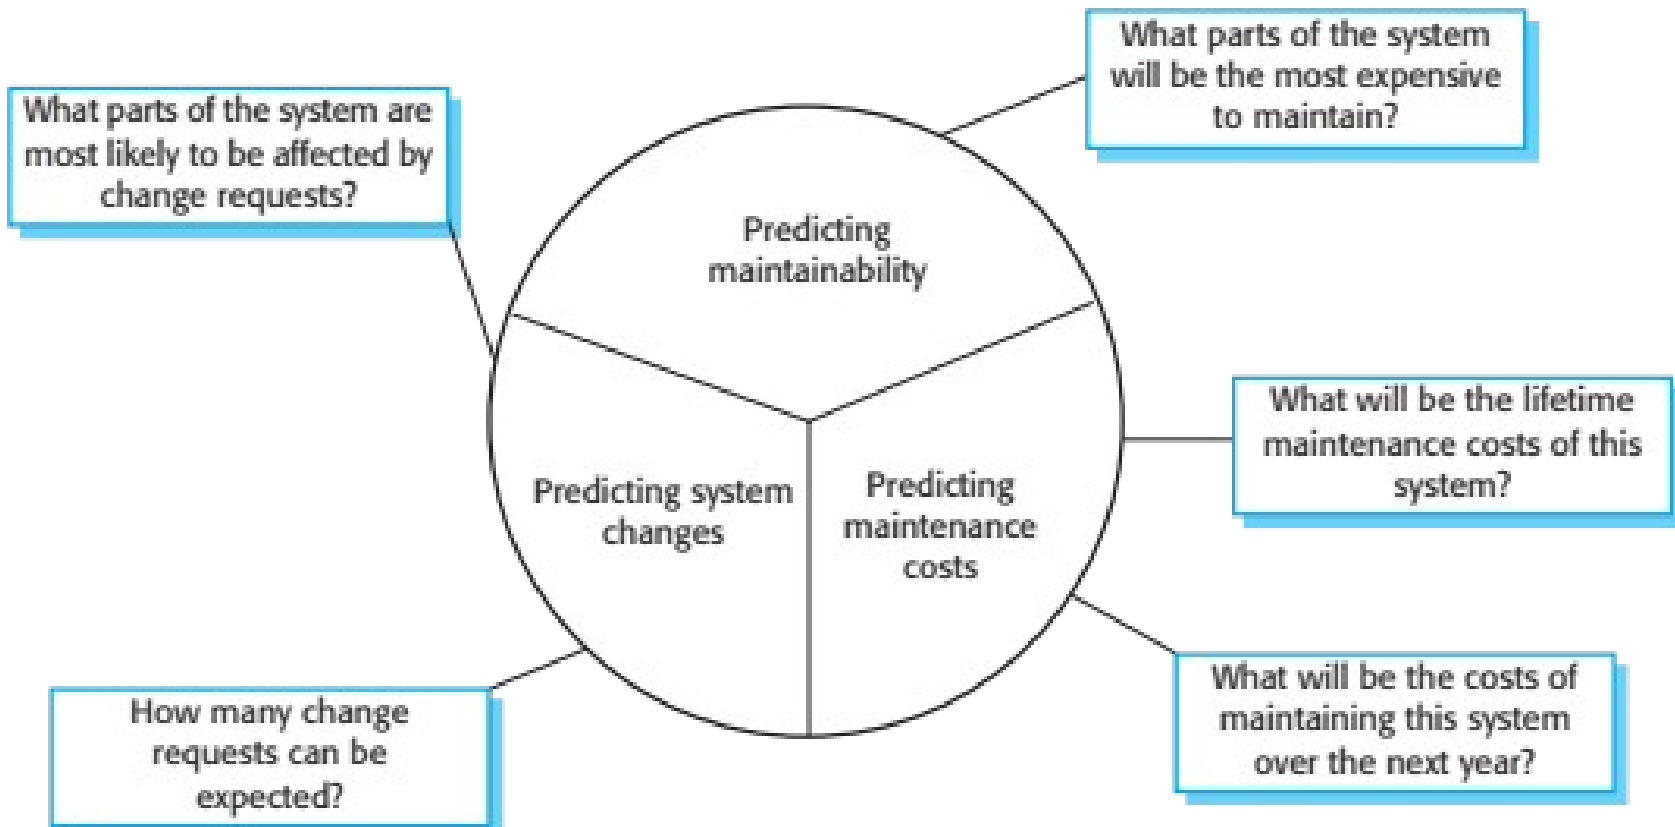 What parts of the system
will be the most expensive
to maintain?
What parts of the system are
most likely to be affected by
change requests?
Predicting
maintainability
What will be the lifetime
maintenance costs of this
system?
Predicting system
changes
Predicting
maintenance
costs
What will be the costs of
maintaining this system
over the next year?
How many change
requests can be
expected?